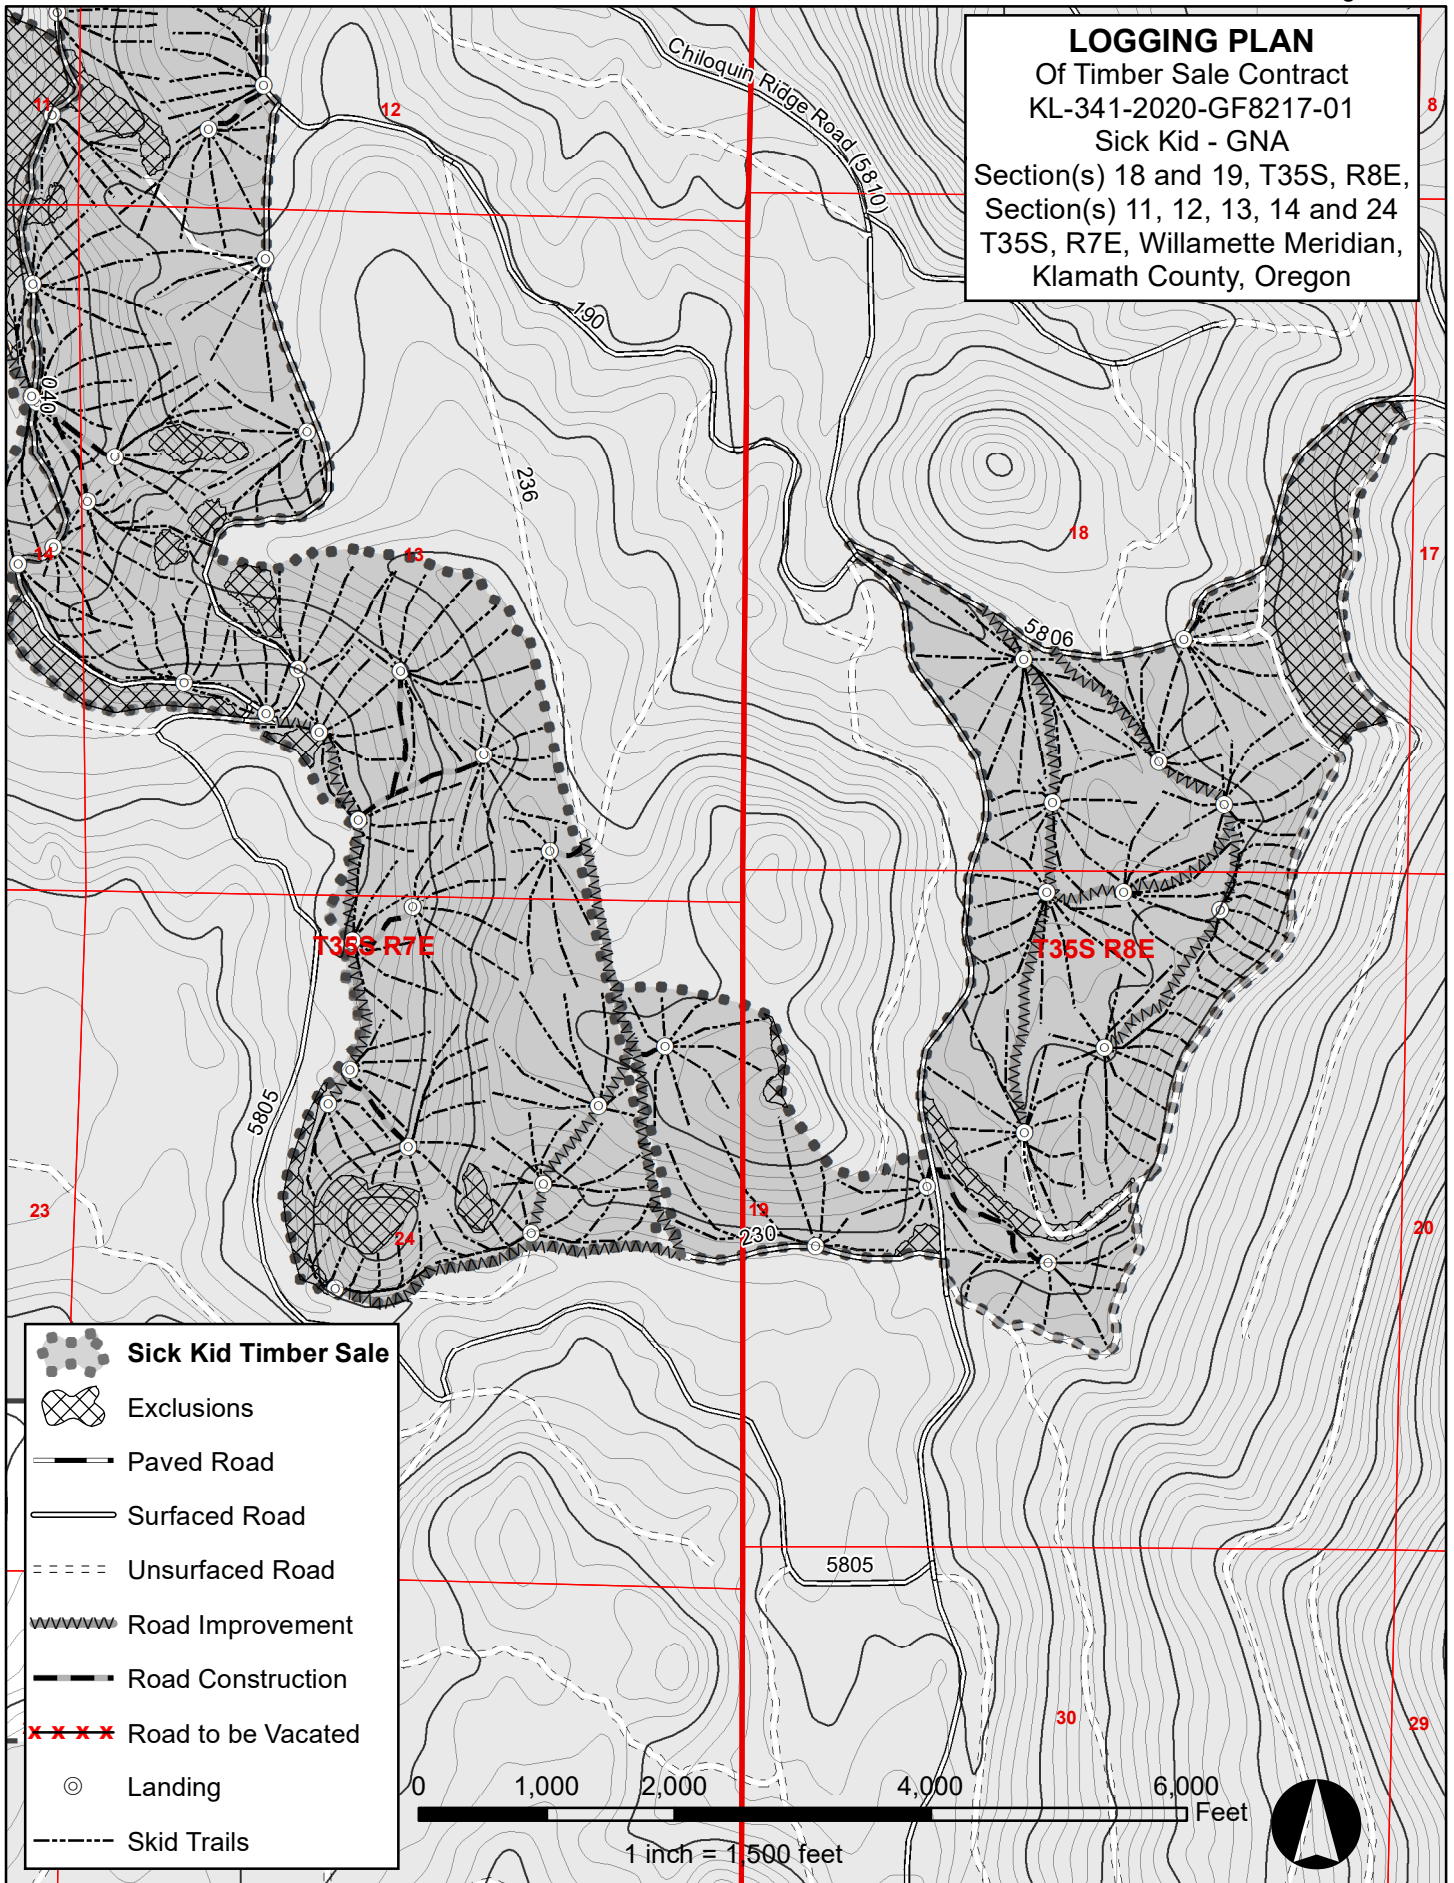 LOGGING PLAN
Of Timber Sale Contract
KL-341-2020-GF8217-01
Sick Kid - GNA
Section(s) 18 and 19, T35S, R8E,
Section(s) 11, 12, 13, 14 and 24
T35S, R7E, Willamette Meridian,
Klamath County, Oregon
Chiloquin Ridge Road (5810)
11
12
8
190
040
236
14
13
18
17
5806
T35S R7E
T35S R8E
5805
23
24
19
230
20
5805
30
29
Sick Kid Timber Sale
Exclusions
Paved Road
Surfaced Road
Unsurfaced Road
Road Improvement
Road Construction
Road to be Vacated
Landing
Skid Trails
0 1,000 2,000 4,000 6,000
Feet
1 inch = 1,500 feet